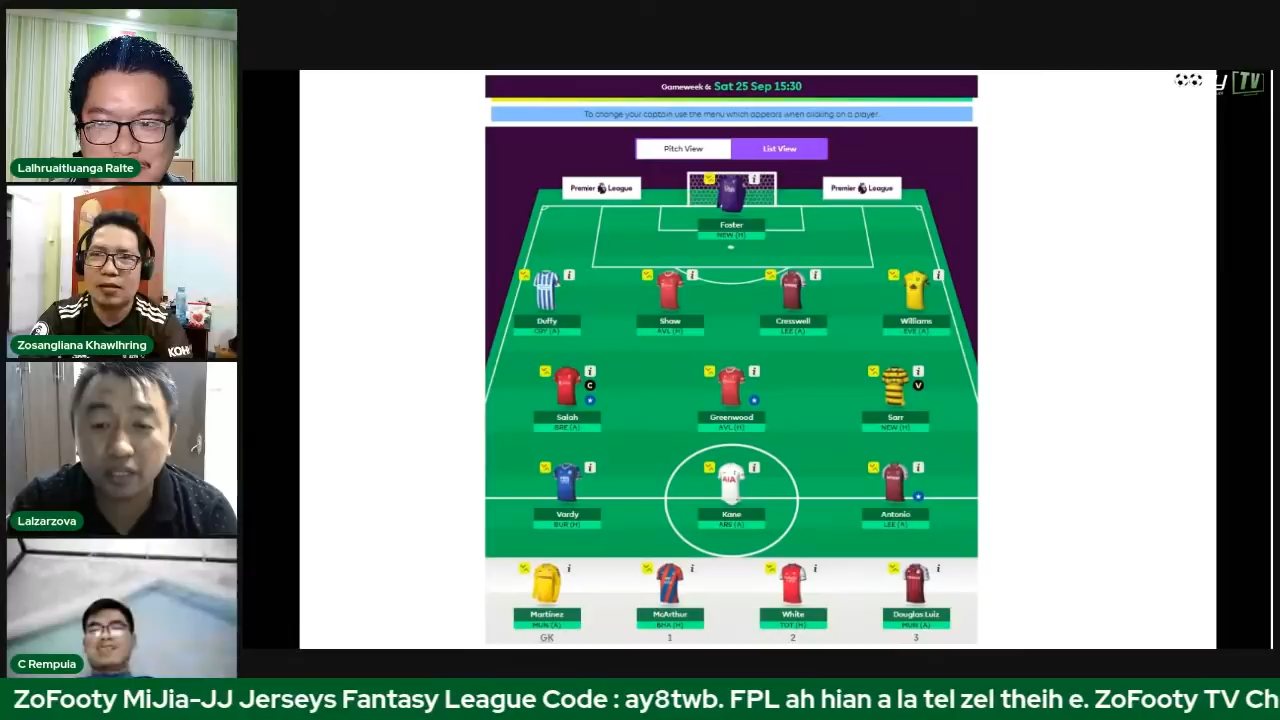 Lalhruaitluanga Ralte
Zosangliana Khawlhring
KOH
Lalzarzova
C Rempuia
TV
Gameweek 6: Sat 25 Sep 15:30
To change your captain use the menu which appears when clicking on a player.
Pitch View
List View
Premier League
Premier League
Foster
NEW (H)
Duffy
CRY (A)
Shaw
AVL (H)
Cresswell
LEE (A)
Williams
EVE (A)
C
V
Salah
BRE (A)
Greenwood
AVL (H)
Sarr
NEW (H)
AIA
Vardy
BUR (H)
Kane
ARS (A)
Antonio
LEE (A)
Martinez
MUN (A)
McArthur
BHA (H)
White
TOT (H)
Douglas Luiz
MUN (A)
GK
1
2
3
ZoFooty MiJia-JJ Jerseys Fantasy League Code : ay8twb. FPL ah hian a la tel zel theih e. ZoFooty TV Ch